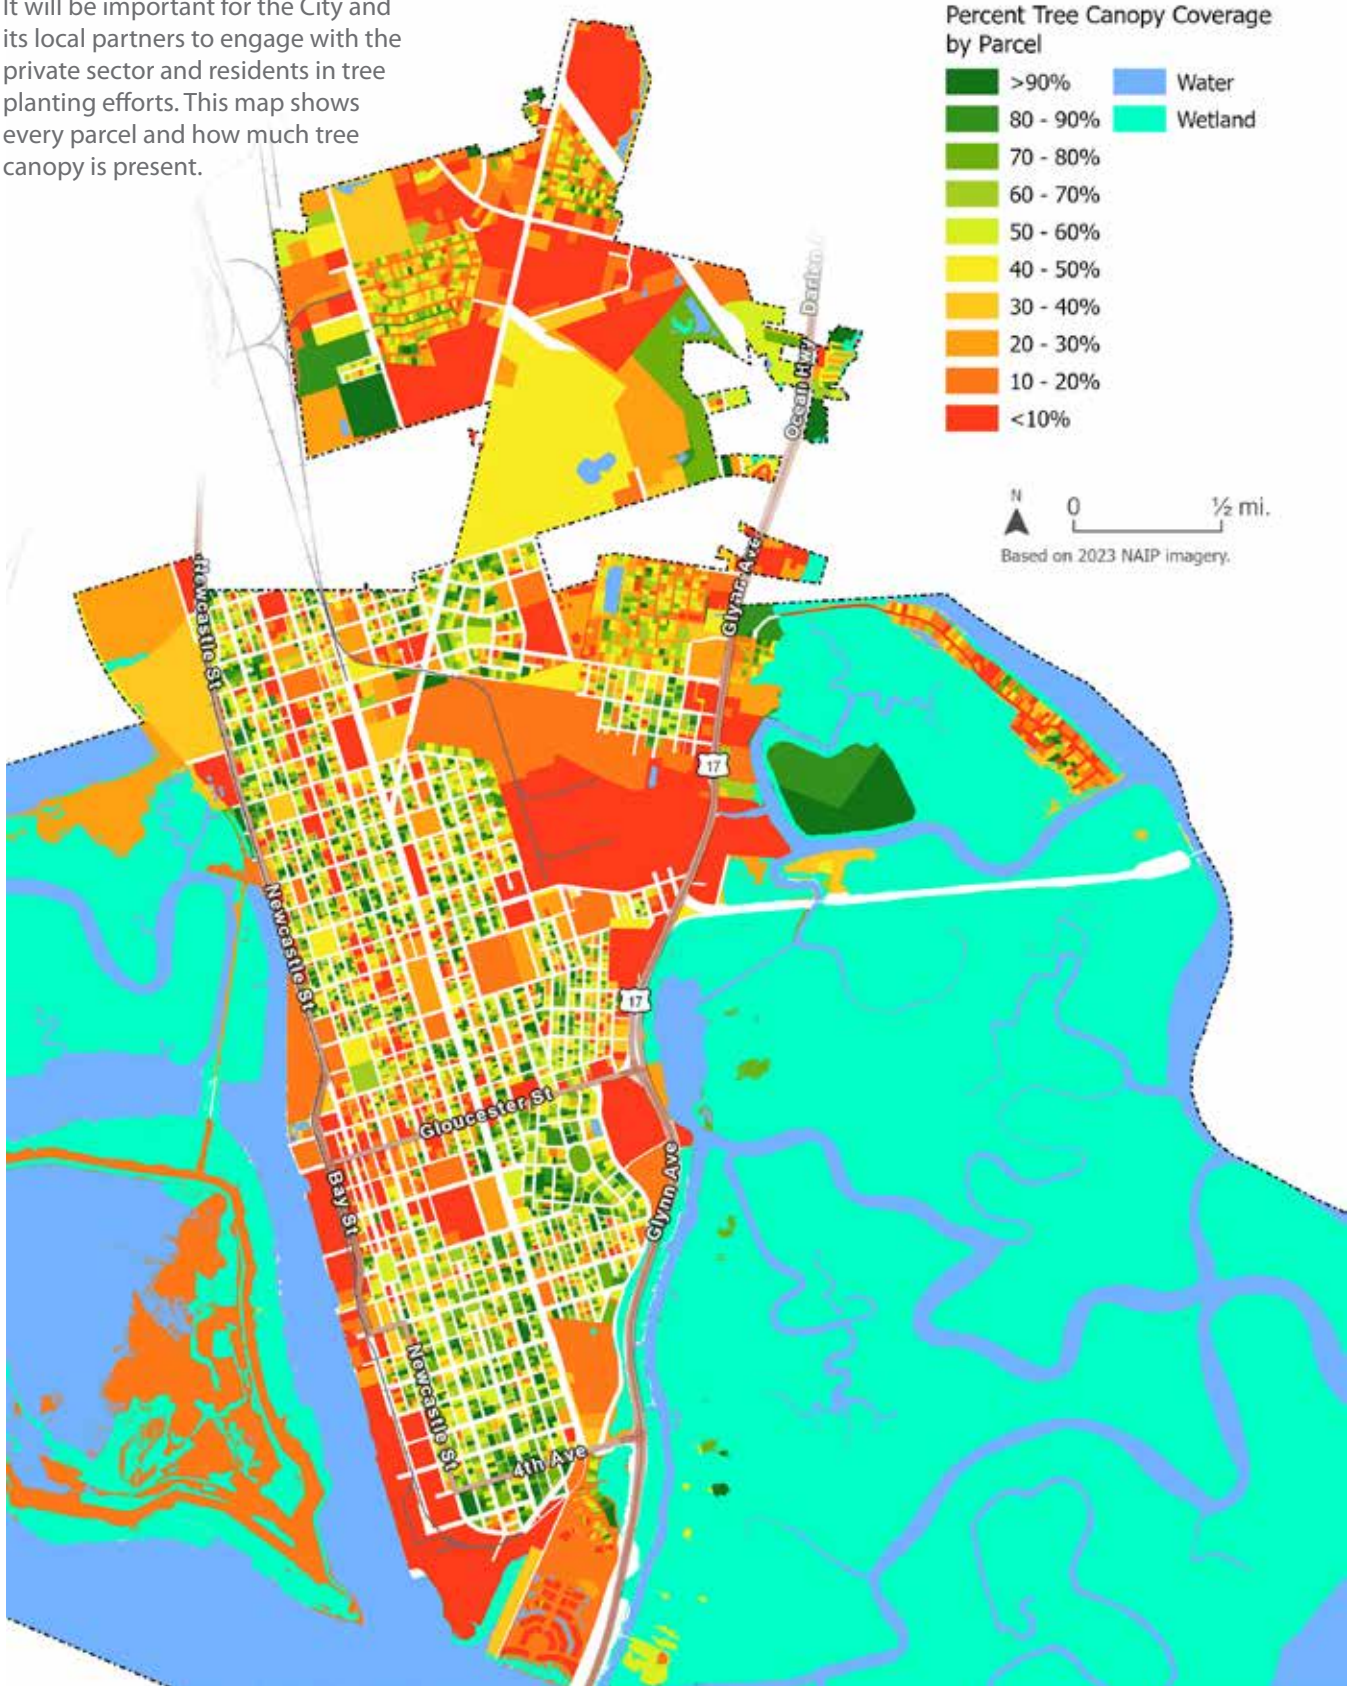 It will be important for the City and
its local partners to engage with the
private sector and residents in tree
planting efforts. This map shows
every parcel and how much tree
canopy is present.
Percent Tree Canopy Coverage
by Parcel
>90%
80 - 90%
70 - 80%
60 - 70%
50 - 60%
40 - 50%
30 - 40%
20 - 30%
10 - 20%
<10%
Water
Wetland
N
0
½ mi.
Based on 2023 NAIP imagery.
Darien
Ocean Hwy
Glynn Ave
Newcastle St
17
Newcastle St
17
Gloucester St
Bay St
Glynn Ave
Newcastle St
4th Ave